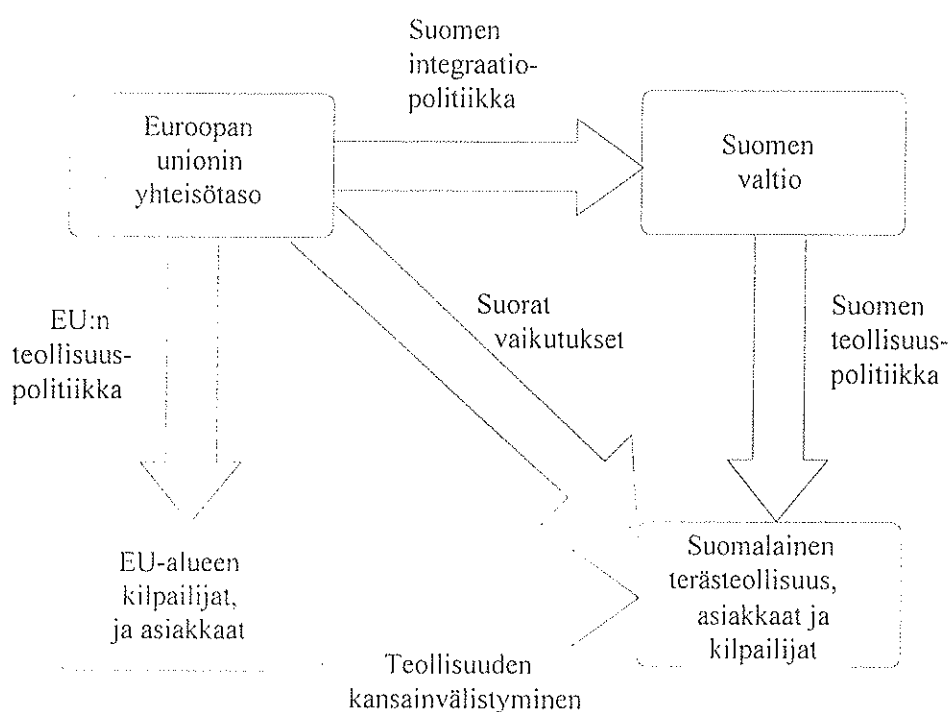 Suomen
integraatio-
politiikka
Euroopan
unionin
yhteisötaso
Suomen
valtio
EU:n
teollisuus-
politiikka
Suorat
vaikutukset
Suomen
teollisuus-
politiikka
EU-alueen
kilpailijat,
ja asiakkaat
Suomalainen
terästeollisuus,
asiakkaat ja
kilpailijat
Teollisuuden
kansainvälistyminen